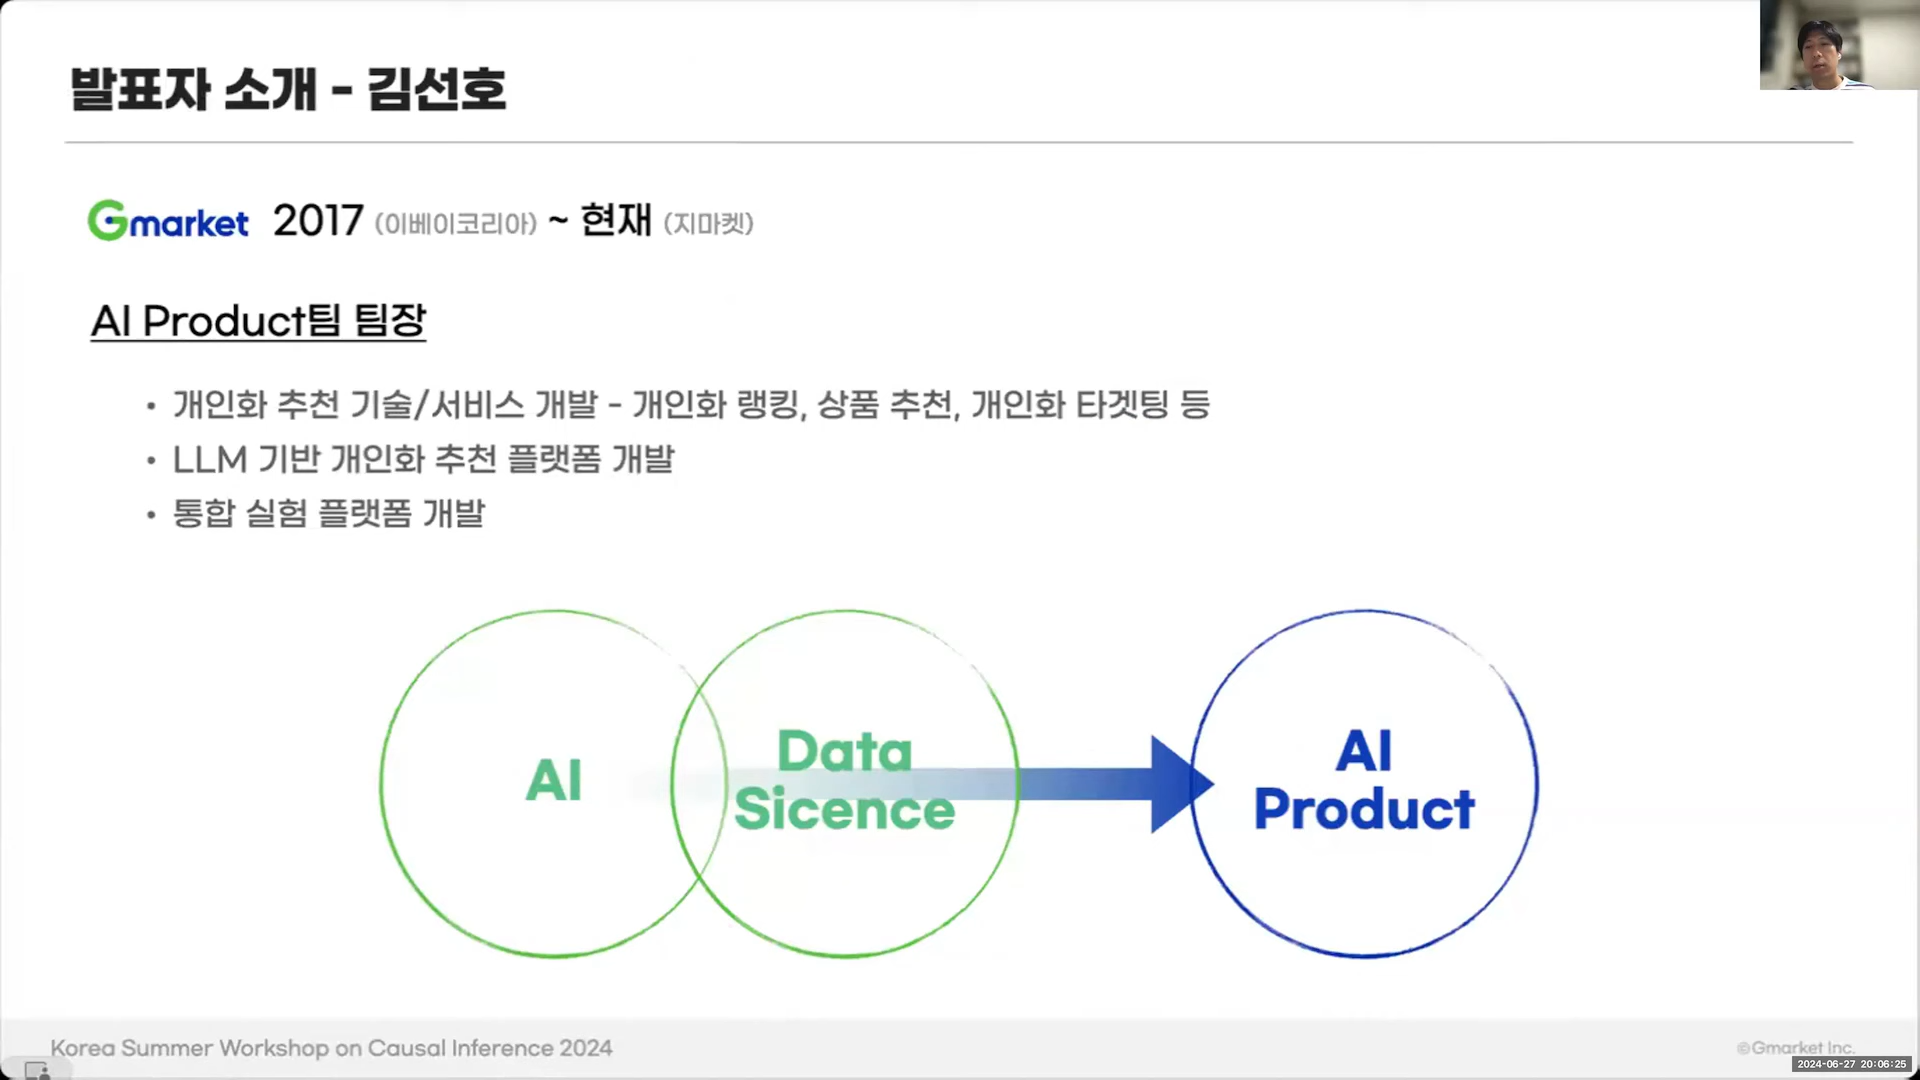 발표자 소개 - 김선호
Gmarket 2017 (이베이코리아) ~ 현재 (지마켓)
AI Product팀 팀장
• 개인화 추천 기술/서비스 개발 - 개인화 랭킹, 상품 추천, 개인화 타겟팅 등
• LLM 기반 개인화 추천 플랫폼 개발
• 통합 실험 플랫폼 개발
AI
Data
Sicence
AI
Product
Korea Summer Workshop on Causal Inference 2024
©Gmarket Inc.
2024-06-27 20:06:25